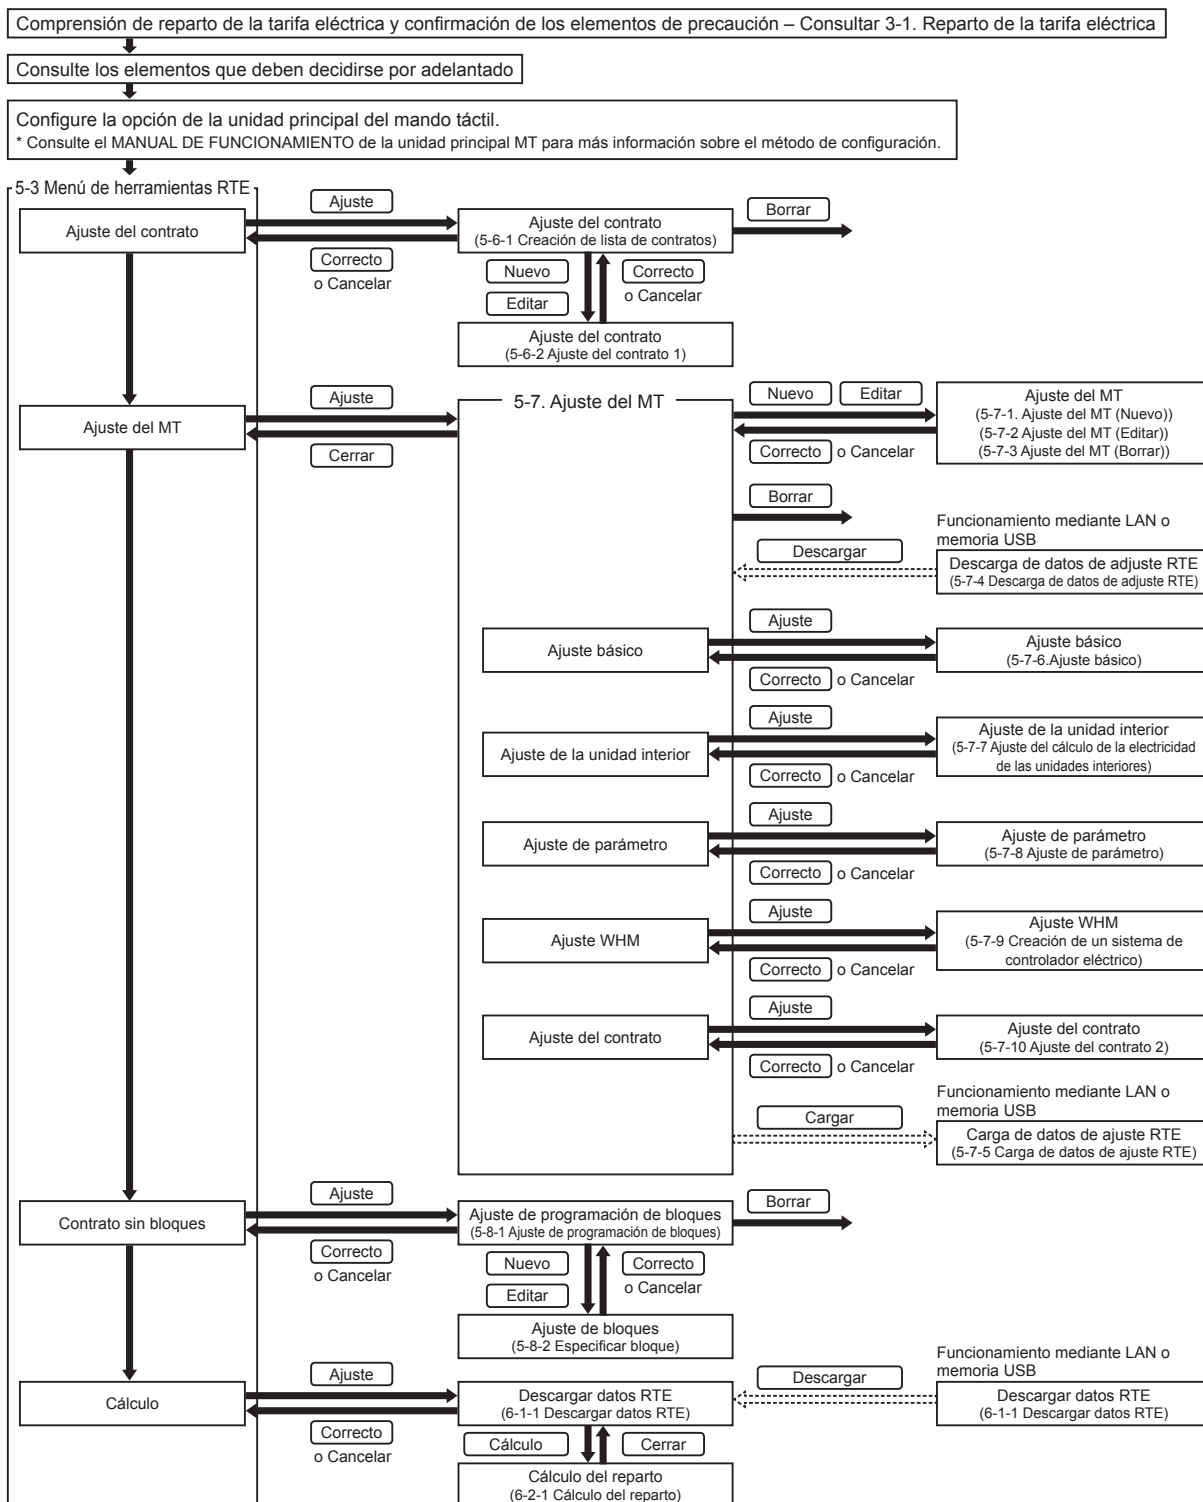 Comprensión de reparto de la tarifa eléctrica y confirmación de los elementos de precaución – Consultar 3-1. Reparto de la tarifa eléctrica
Consulte los elementos que deben decidirse por adelantado
Configure la opción de la unidad principal del mando táctil.
* Consulte el MANUAL DE FUNCIONAMIENTO de la unidad principal MT para más información sobre el método de configuración.
5-3 Menú de herramientas RTE
Ajuste del contrato
Ajuste
Correcto
o Cancelar
Ajuste del contrato
(5-6-1 Creación de lista de contratos)
Borrar
Nuevo
Editar
Correcto
o Cancelar
Ajuste del contrato
(5-6-2 Ajuste del contrato 1)
Ajuste del MT
Ajuste
Cerrar
5-7. Ajuste del MT
Nuevo
Editar
Correcto
o Cancelar
Ajuste del MT
(5-7-1. Ajuste del MT (Nuevo))
(5-7-2 Ajuste del MT (Editar))
(5-7-3 Ajuste del MT (Borrar))
Borrar
Funcionamiento mediante LAN o
memoria USB
Descargar
Descarga de datos de adjuste RTE
(5-7-4 Descarga de datos de adjuste RTE)
Ajuste básico
Ajuste
Correcto
o Cancelar
Ajuste básico
(5-7-6.Ajuste básico)
Ajuste de la unidad interior
Ajuste
Correcto
o Cancelar
Ajuste de la unidad interior
(5-7-7 Ajuste del cálculo de la electricidad
de las unidades interiores)
Ajuste de parámetro
Ajuste
Correcto
o Cancelar
Ajuste de parámetro
(5-7-8 Ajuste de parámetro)
Ajuste WHM
Ajuste
Correcto
o Cancelar
Ajuste WHM
(5-7-9 Creación de un sistema de
controlador eléctrico)
Ajuste del contrato
Ajuste
Correcto
o Cancelar
Ajuste del contrato
(5-7-10 Ajuste del contrato 2)
Funcionamiento mediante LAN o
memoria USB
Cargar
Carga de datos de ajuste RTE
(5-7-5 Carga de datos de ajuste RTE)
Contrato sin bloques
Ajuste
Correcto
o Cancelar
Ajuste de programación de bloques
(5-8-1 Ajuste de programación de bloques)
Borrar
Nuevo
Editar
Correcto
o Cancelar
Ajuste de bloques
(5-8-2 Especificar bloque)
Cálculo
Ajuste
Correcto
o Cancelar
Descargar datos RTE
(6-1-1 Descargar datos RTE)
Descargar
Funcionamiento mediante LAN o
memoria USB
Descargar datos RTE
(6-1-1 Descargar datos RTE)
Cálculo
Cerrar
Cálculo del reparto
(6-2-1 Cálculo del reparto)